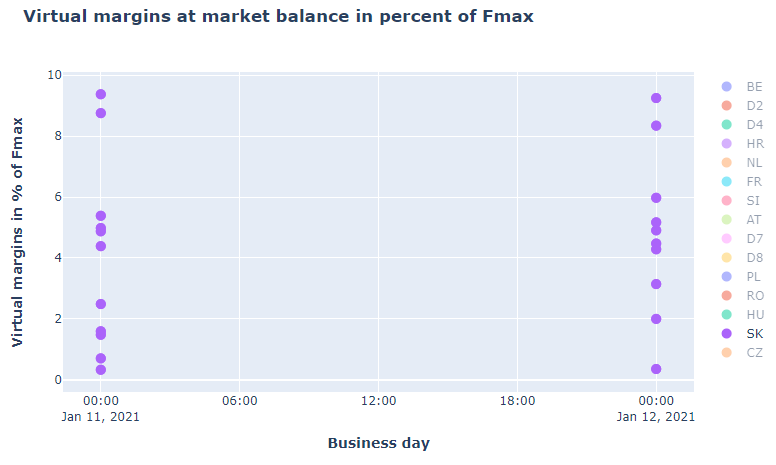 Virtual margins at market balance in percent of Fmax
Virtual margins in % of Fmax
10
8
6
4
2
0
00:00
Jan 11, 2021
06:00
12:00
18:00
00:00
Jan 12, 2021
Business day
BE
D2
D4
HR
NL
FR
SI
AT
D7
D8
PL
RO
HU
SK
CZ